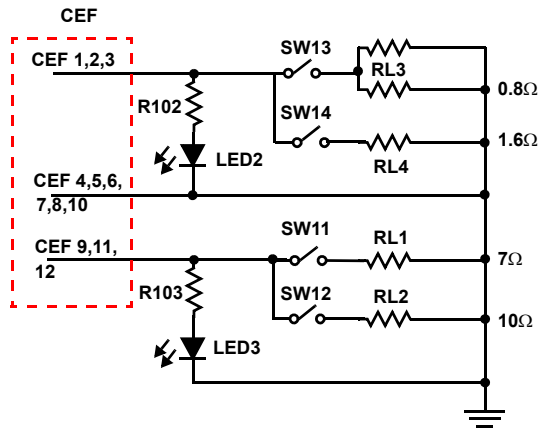 CEF
CEF 1,2,3
SW13
RL3
R102
0.8Ω
SW14
1.6Ω
LED2
RL4
CEF 4,5,6,
7,8,10
SW11
RL1
CEF 9,11,
12
7Ω
R103
SW12
RL2
10Ω
LED3